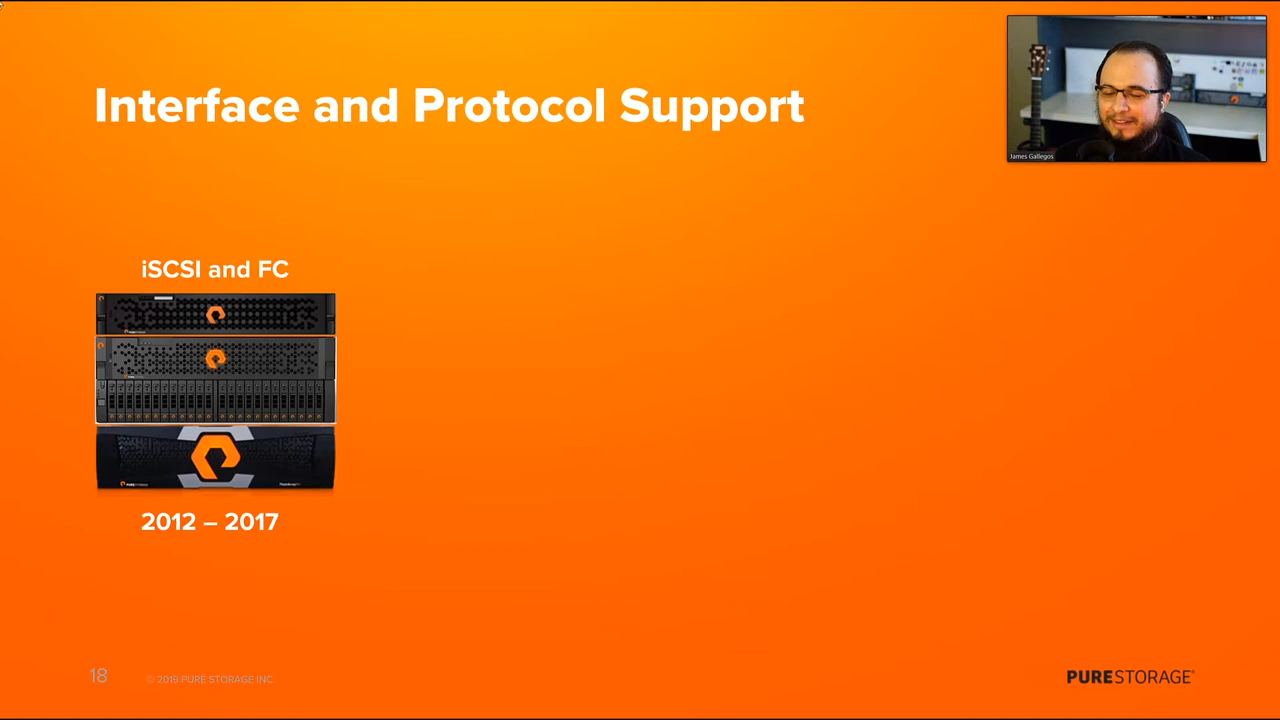 Interface and Protocol Support
James Gallegos
iSCSI and FC
2012 – 2017
18
© 2019 PURE STORAGE INC.
PURESTORAGE®